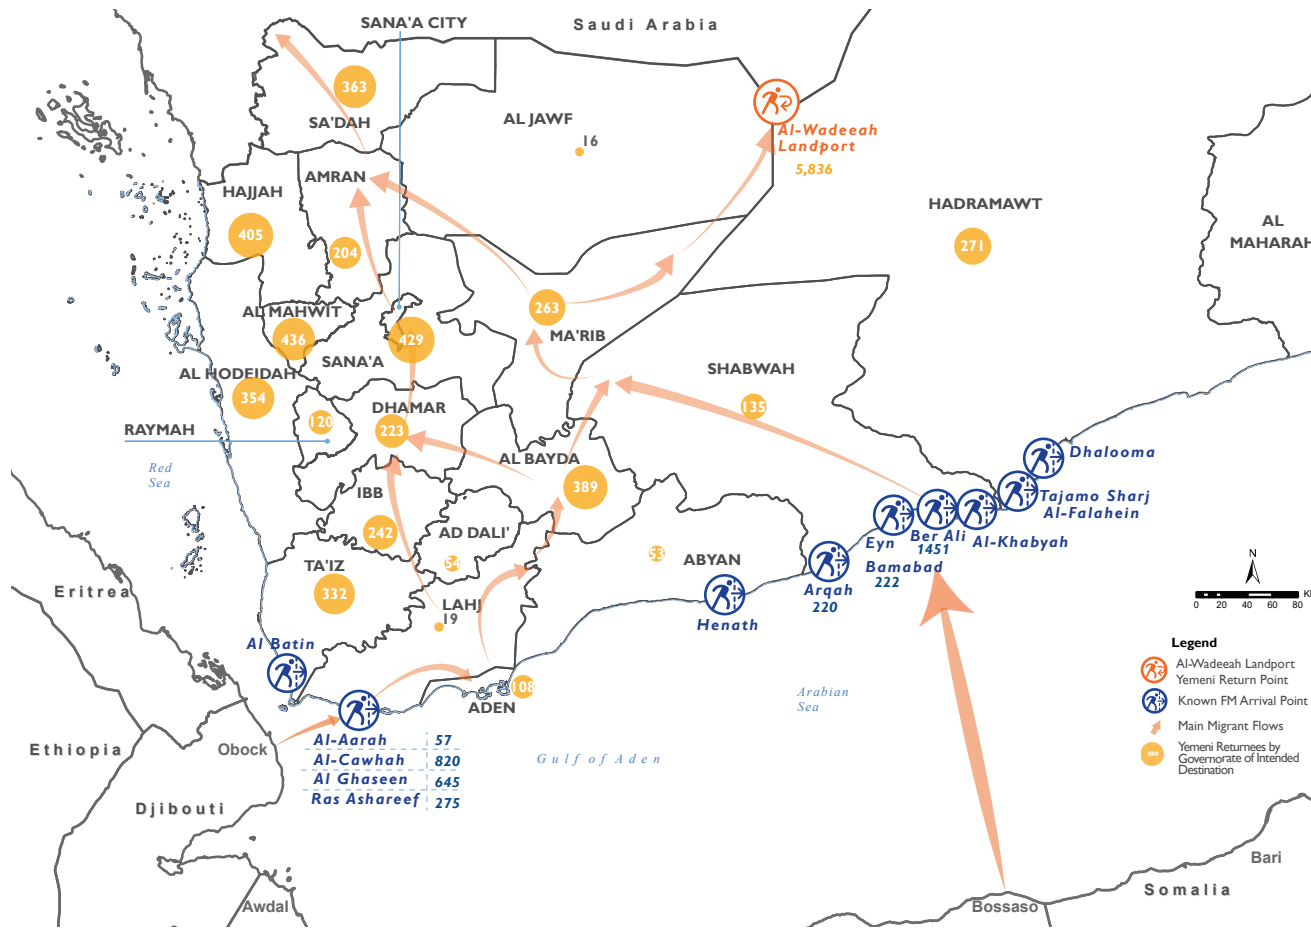 SANA'A CITY
Saudi Arabia
363
SA'DAH
AL JAWF
16
Al-Wadeeah
Landport
5,836
AMRAN
HAJJAH
405
204
HADRAMAWT
271
AL
MAHARAH
AL MAHWIT
436
SANA'A
429
263
MA'RIB
SHABWAH
135
AL HODEIDAH
354
RAYMAH
120
DHAMAR
223
AL BAYDA
389
Red
Sea
IBB
242
AD DALI'
54
TA'IZ
332
LAHJ
19
53
ABYAN
Dhalooma
Tajamo Sharj
Al-Falahein
Al-Khabyah
Ber Ali
1451
Eyn
Bamabad
222
Arqah
220
Henath
N
0 20 40 60 80 K
Eritrea
Al Batin
108
ADEN
Arabian
Sea
Gulf of Aden
Ethiopia
Obock
Djibouti
Al-Aarah 57
Al-Cawhah 820
Al Ghaseen 645
Ras Ashareef 275
Legend
Al-Wadeeah Landport
Yemeni Return Point
Known FM Arrival Point
Main Migrant Flows
Yemeni Returnees by
Governorate of Intended
Destination
Awdal
Bossaso
Bari
Somalia